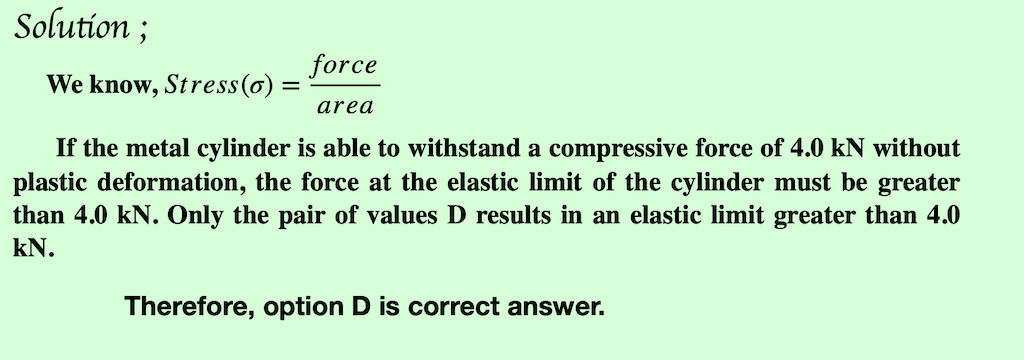 Solution ;
We know, Stress(σ) = force / area
If the metal cylinder is able to withstand a compressive force of 4.0 kN without
plastic deformation, the force at the elastic limit of the cylinder must be greater
than 4.0 kN. Only the pair of values D results in an elastic limit greater than 4.0
kN.
Therefore, option D is correct answer.